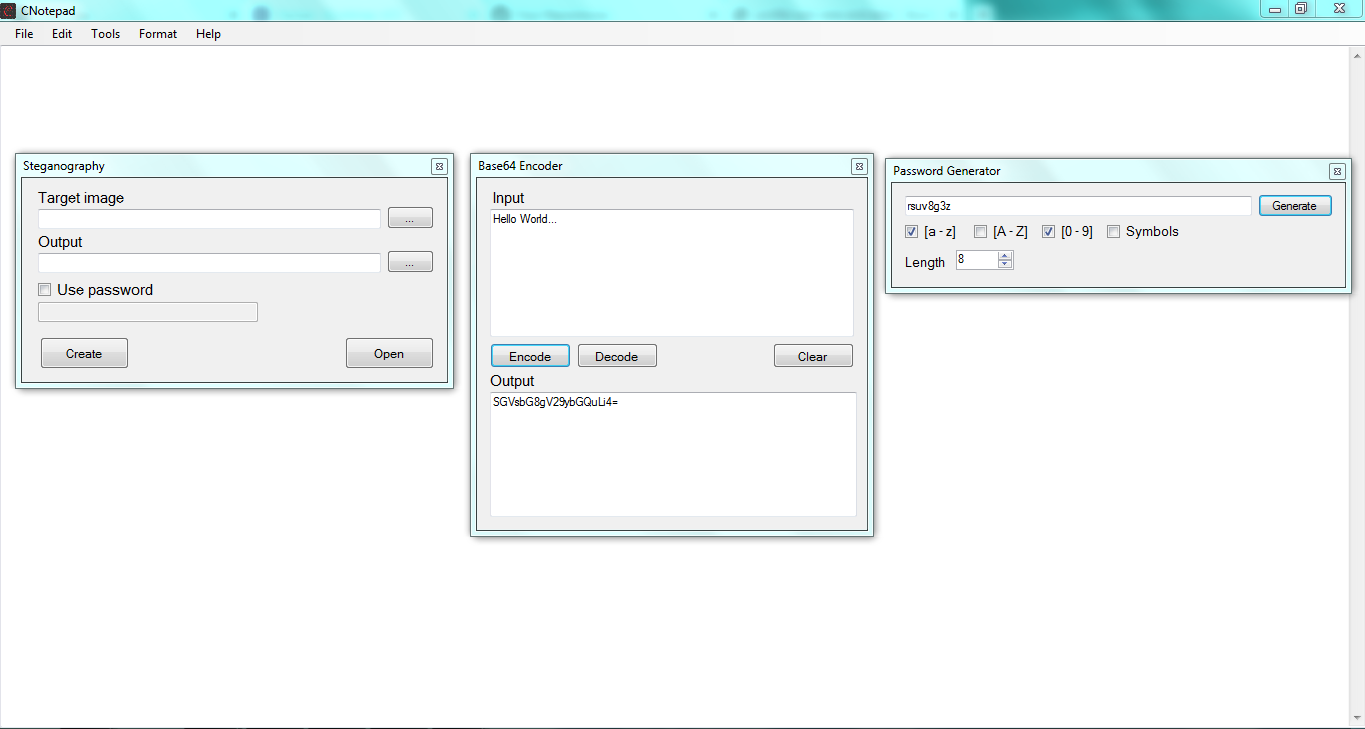 CNotepad
File Edit Tools Format Help
Steganography
Target image
...
Output
...
Use password
Create Open
Base64 Encoder
Input
Hello World...
Encode Decode Clear
Output
SGVsbG8gV29ybGQuLi4=
Password Generator
rsuv8g3z Generate
[a - z] [A - Z] [0 - 9] Symbols
Length 8